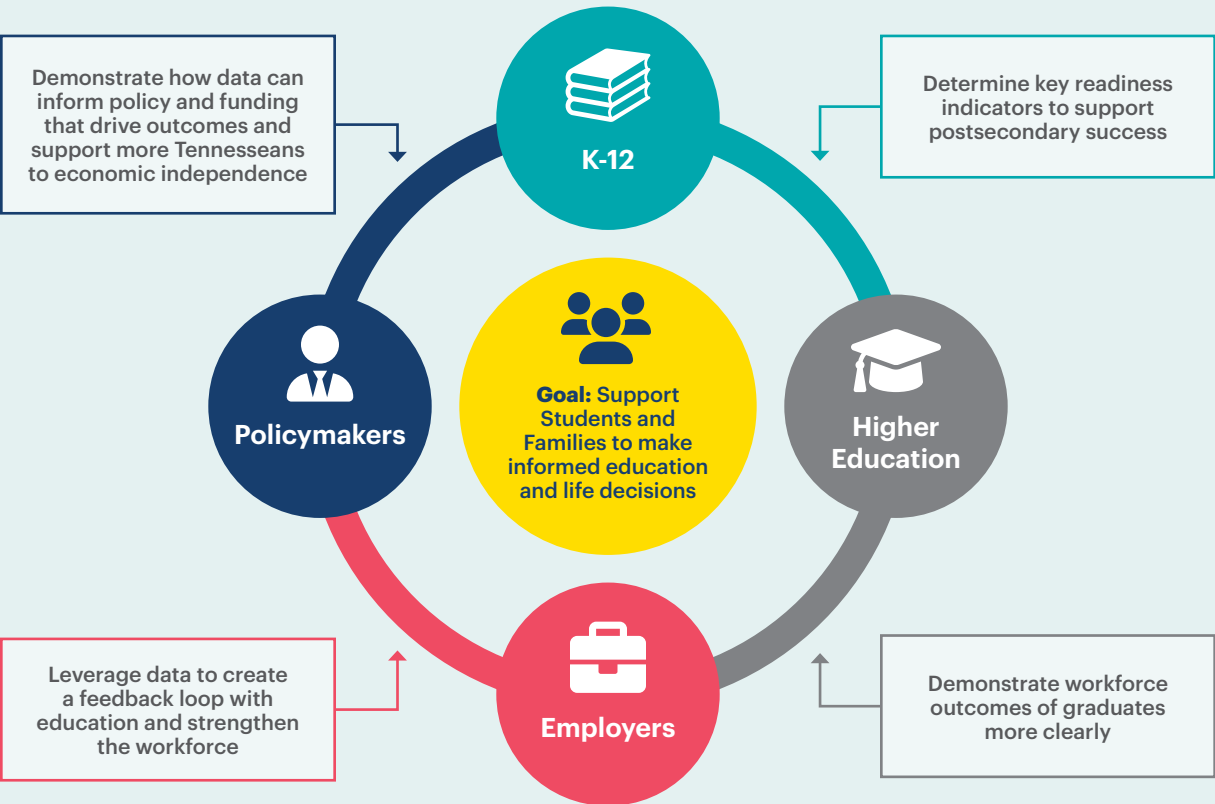 Demonstrate how data can
inform policy and funding
that drive outcomes and
support more Tennesseans
to economic independence
K-12
Determine key readiness
indicators to support
postsecondary success
Policymakers
Goal: Support
Students and
Families to make
informed education
and life decisions
Higher
Education
Leverage data to create
a feedback loop with
education and strengthen
the workforce
Employers
Demonstrate workforce
outcomes of graduates
more clearly